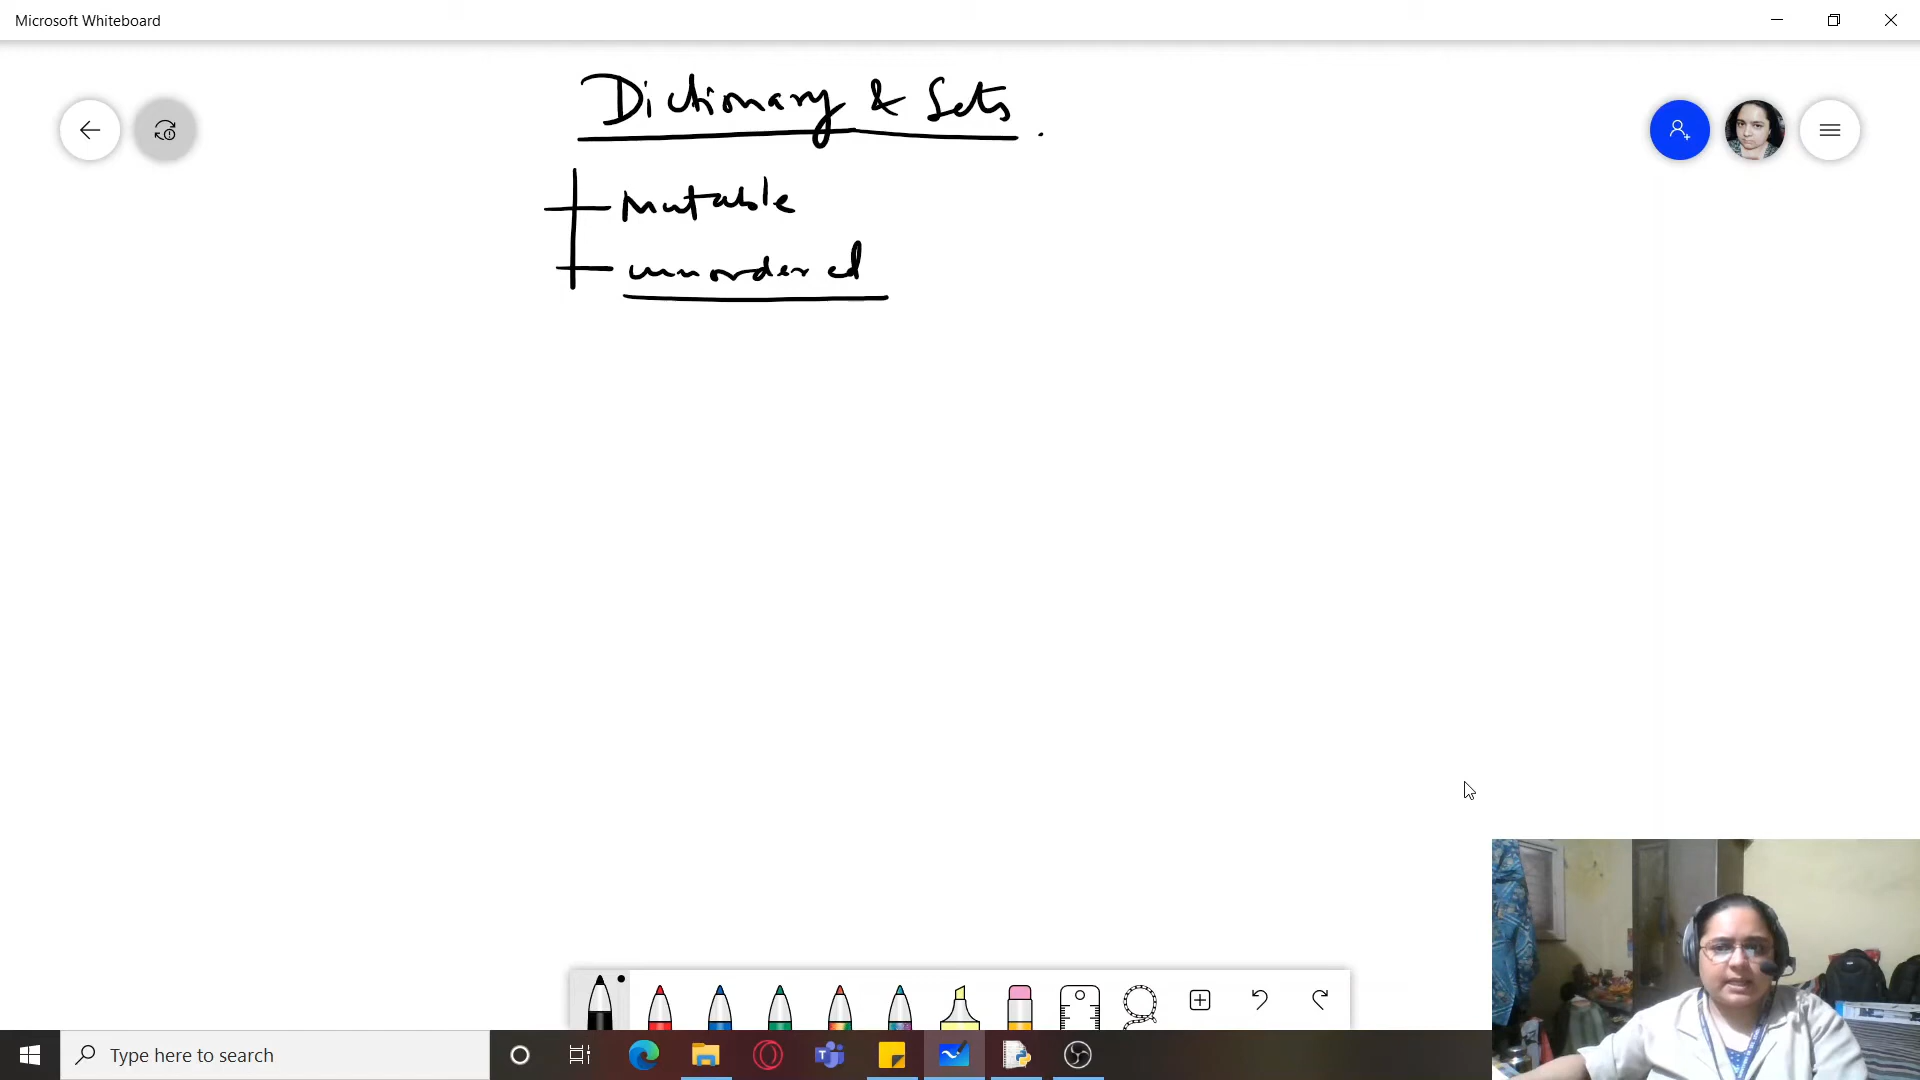 Microsoft Whiteboard
Dictionary & Sets.
Mutable
unordered
Type here to search